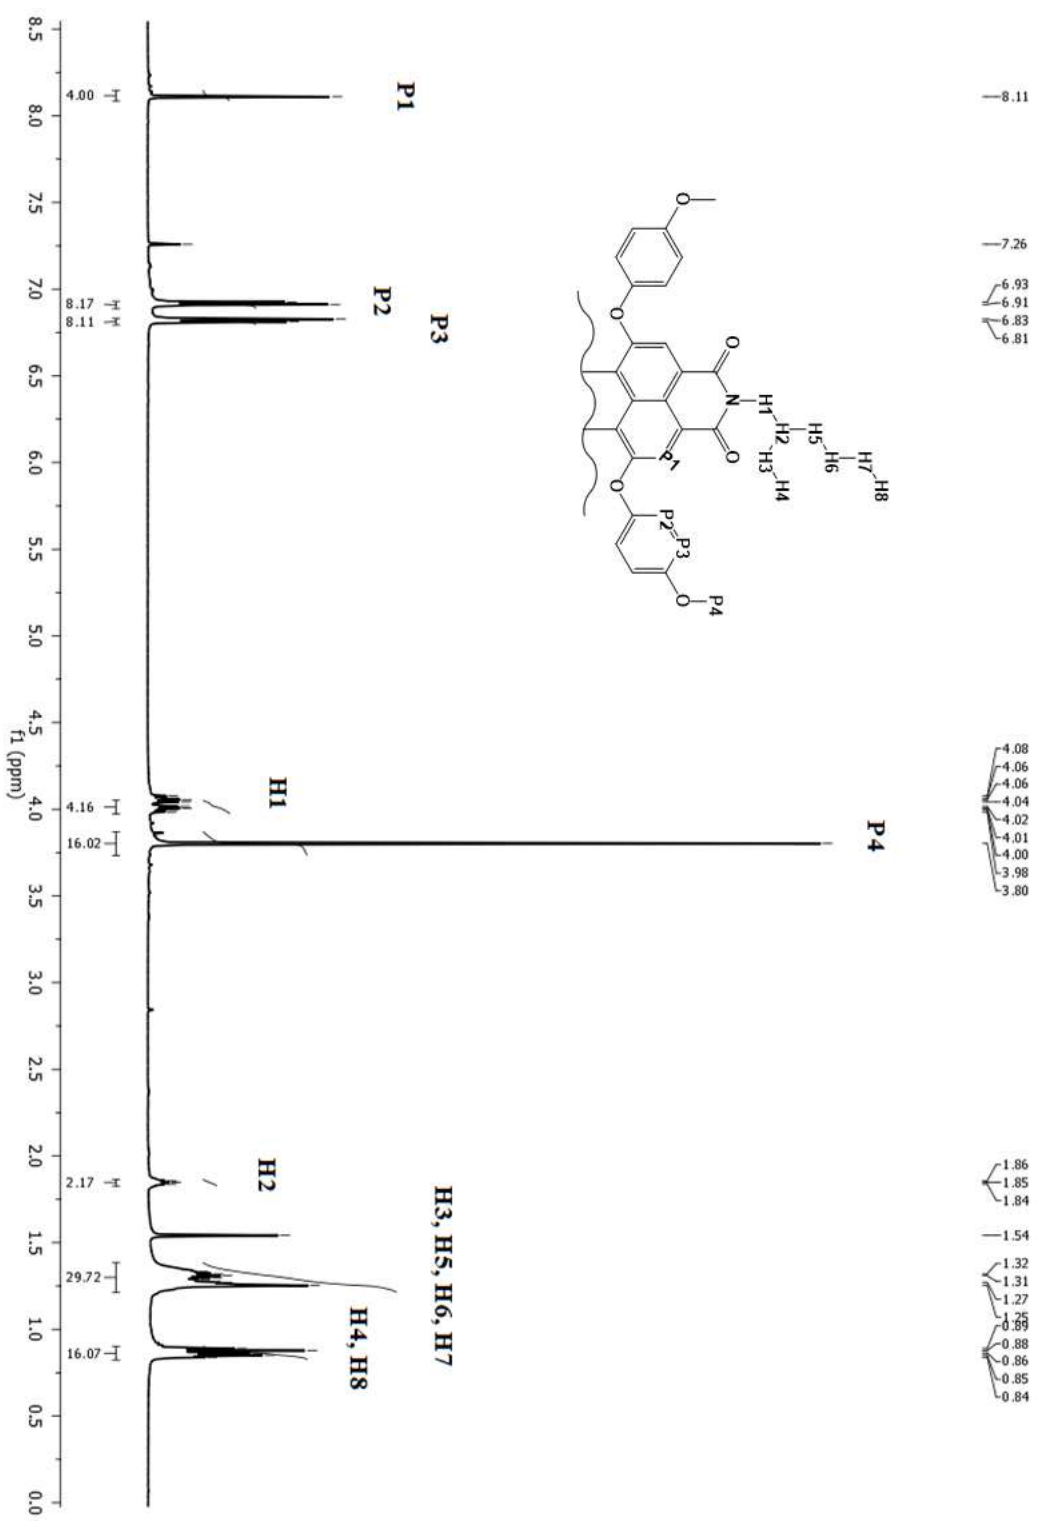 8.11
7.26
6.93
6.91
6.83
6.81
4.08
4.06
4.06
4.04
4.02
4.01
4.00
3.98
3.80
1.86
1.85
1.84
1.54
1.32
1.31
1.27
1.25
0.89
0.88
0.86
0.85
0.84
H7 H8
H5 H6
H1 H2 H3 H4
O N O
P1
O O
O O
P2 P3
P4
P4
P1
P2
P3
H1
H2
H3, H5, H6, H7
H4, H8
4.00
8.17
8.11
4.16
16.02
2.17
29.72
16.07
8.5 8.0 7.5 7.0 6.5 6.0 5.5 5.0 4.5 4.0 3.5 3.0 2.5 2.0 1.5 1.0 0.5 0.0
f1 (ppm)